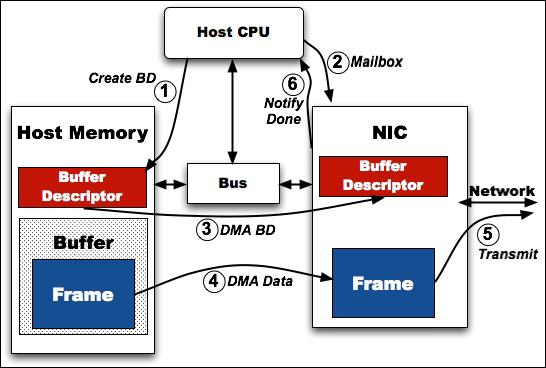 Host CPU
Create BD
1
2
Mailbox
6
Notify
Done
Host Memory
NIC
Buffer
Descriptor
Bus
Buffer
Descriptor
Network
3
DMA BD
Buffer
Frame
4
DMA Data
Frame
5
Transmit